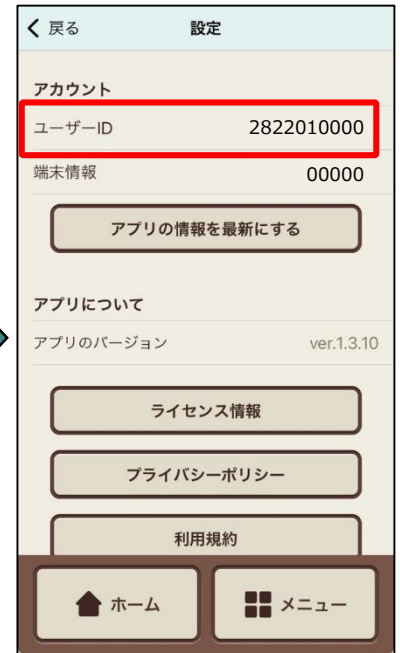 戻る
設定
アカウント
ユーザーID 2822010000
端末情報 00000
アプリの情報を最新にする
アプリについて
アプリのバージョン ver.1.3.10
ライセンス情報
プライバシーポリシー
利用規約
ホーム
メニュー